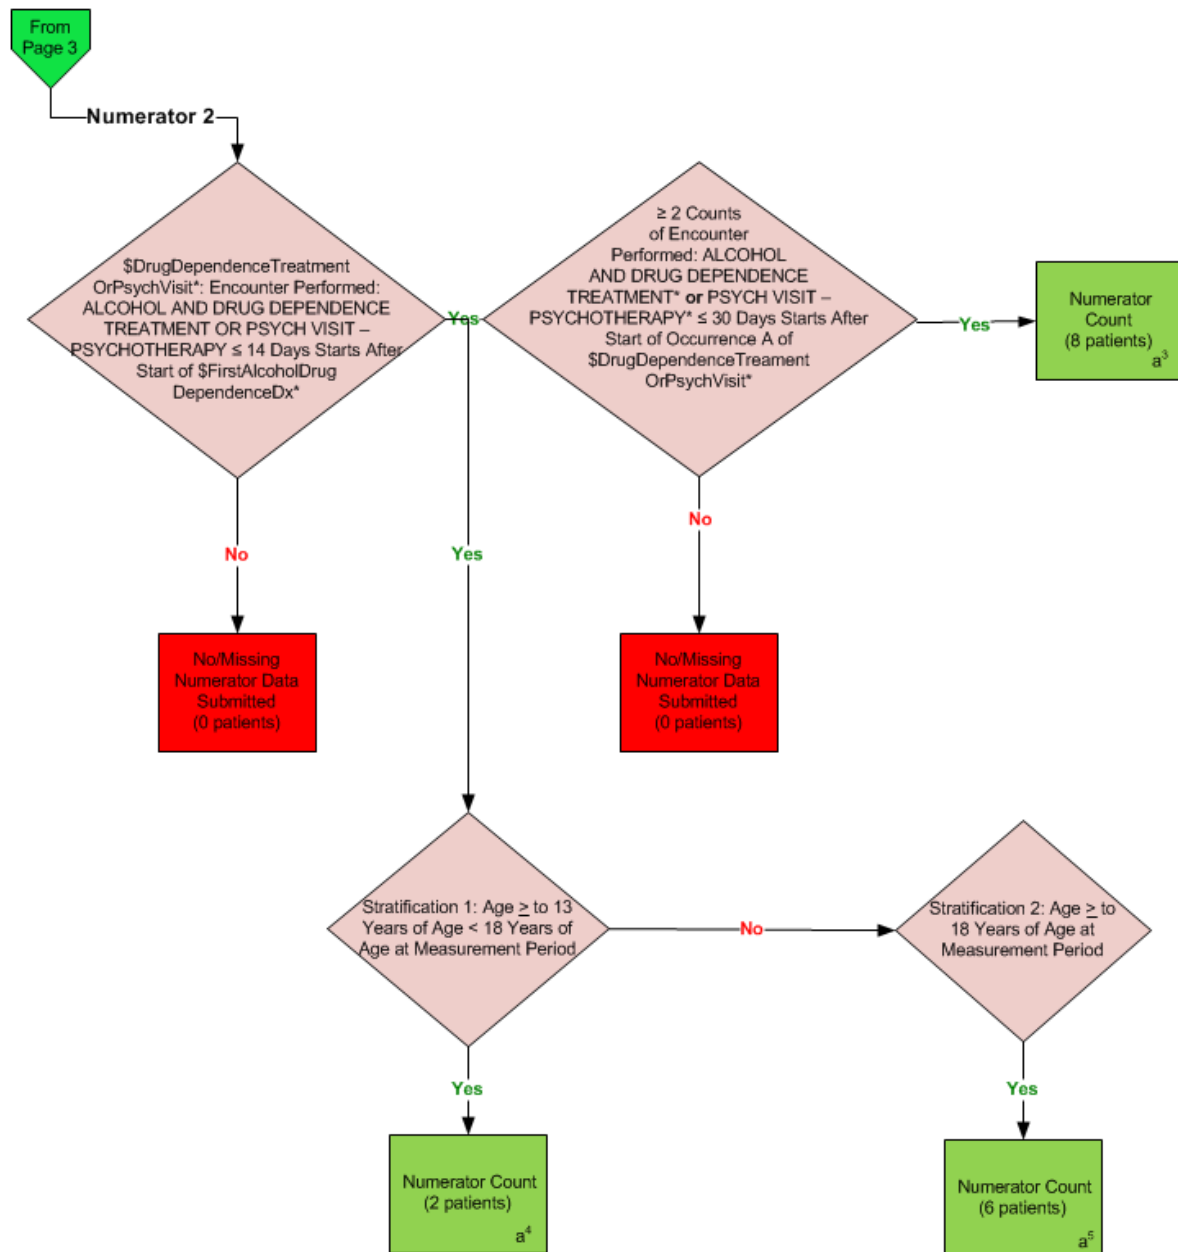 From
Page 3
Numerator 2
$DrugDependenceTreatment
OrPsychVisit*: Encounter Performed:
ALCOHOL AND DRUG DEPENDENCE
TREATMENT OR PSYCH VISIT –
PSYCHOTHERAPY ≤ 14 Days Starts After
Start of $FirstAlcoholDrug
DependenceDx*
Yes
≥ 2 Counts
of Encounter
Performed: ALCOHOL
AND DRUG DEPENDENCE
TREATMENT* or PSYCH VISIT –
PSYCHOTHERAPY* ≤ 30 Days Starts After
Start of Occurrence A of
$DrugDependenceTreament
OrPsychVisit*
Yes
Numerator
Count
(8 patients)
a³
No
Yes
No
No/Missing
Numerator Data
Submitted
(0 patients)
No/Missing
Numerator Data
Submitted
(0 patients)
Stratification 1: Age ≥ to 13
Years of Age < 18 Years of
Age at Measurement Period
No
Stratification 2: Age ≥ to
18 Years of Age at
Measurement Period
Yes
Yes
Numerator Count
(2 patients)
a⁴
Numerator Count
(6 patients)
a⁵